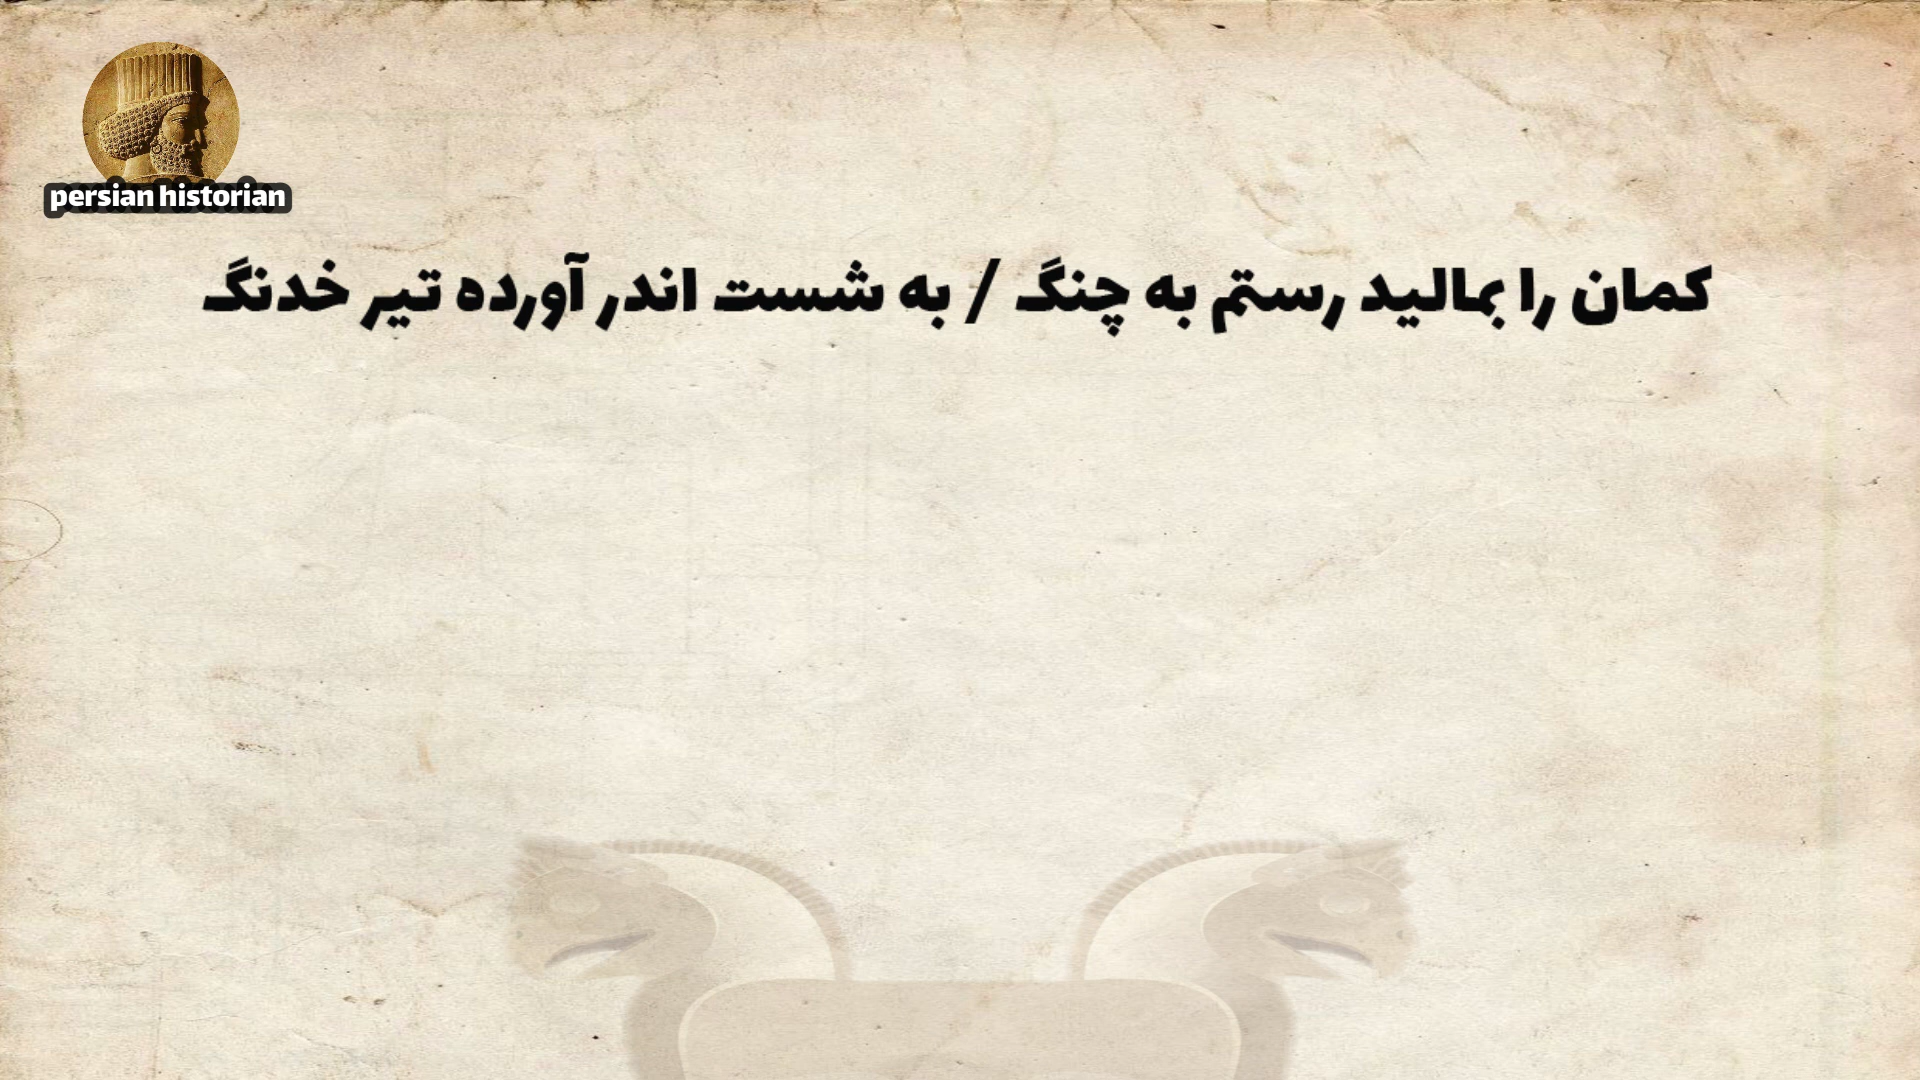 persian historian
کمان را بمالید رستم به چنگ / به شست اندر آورده تیر خدنگ